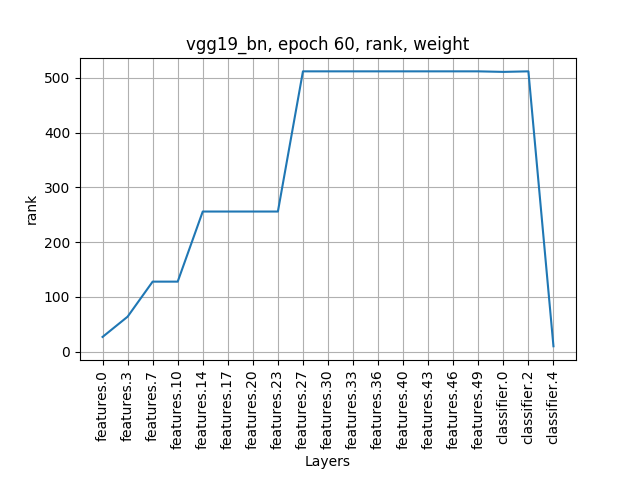 vgg19_bn, epoch 60, rank, weight
500
400
300
200
100
0
rank
features.0
features.3
features.7
features.10
features.14
features.17
features.20
features.23
features.27
features.30
features.33
features.36
features.40
features.43
features.46
features.49
classifier.0
classifier.2
classifier.4
Layers